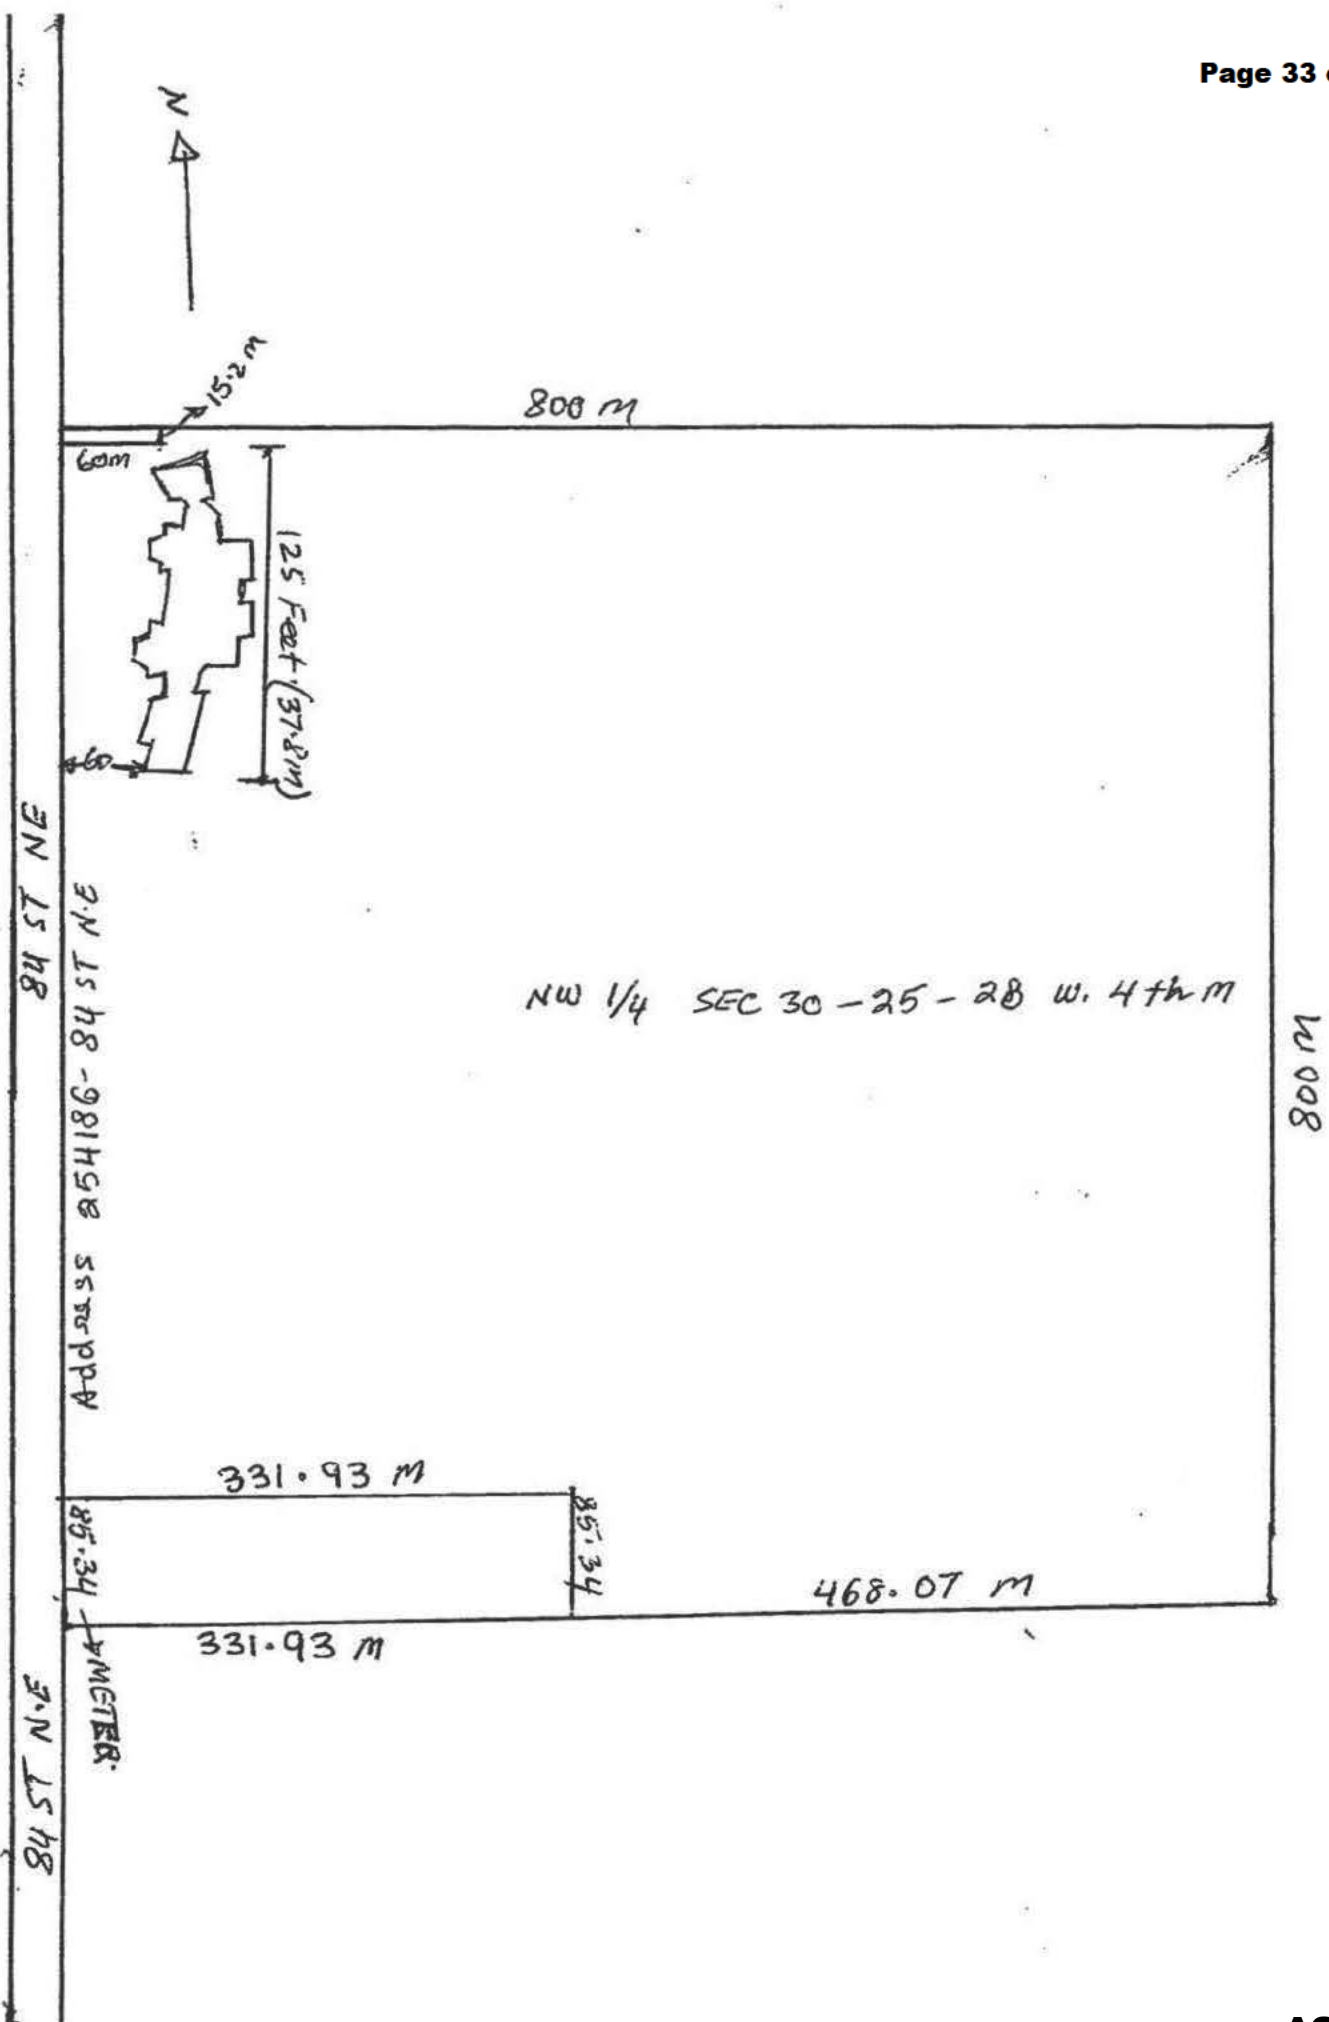 Page 33
N
15.2 M
800 M
60m
125 Feet (37.8m)
60
84 ST NE
Address 254186-84 ST N.E
NW 1/4 SEC 30-25-28 W. 4th M
800 M
331.93 M
85.34
85.34
468.07 M
331.93 M
METER.
84 ST N.E